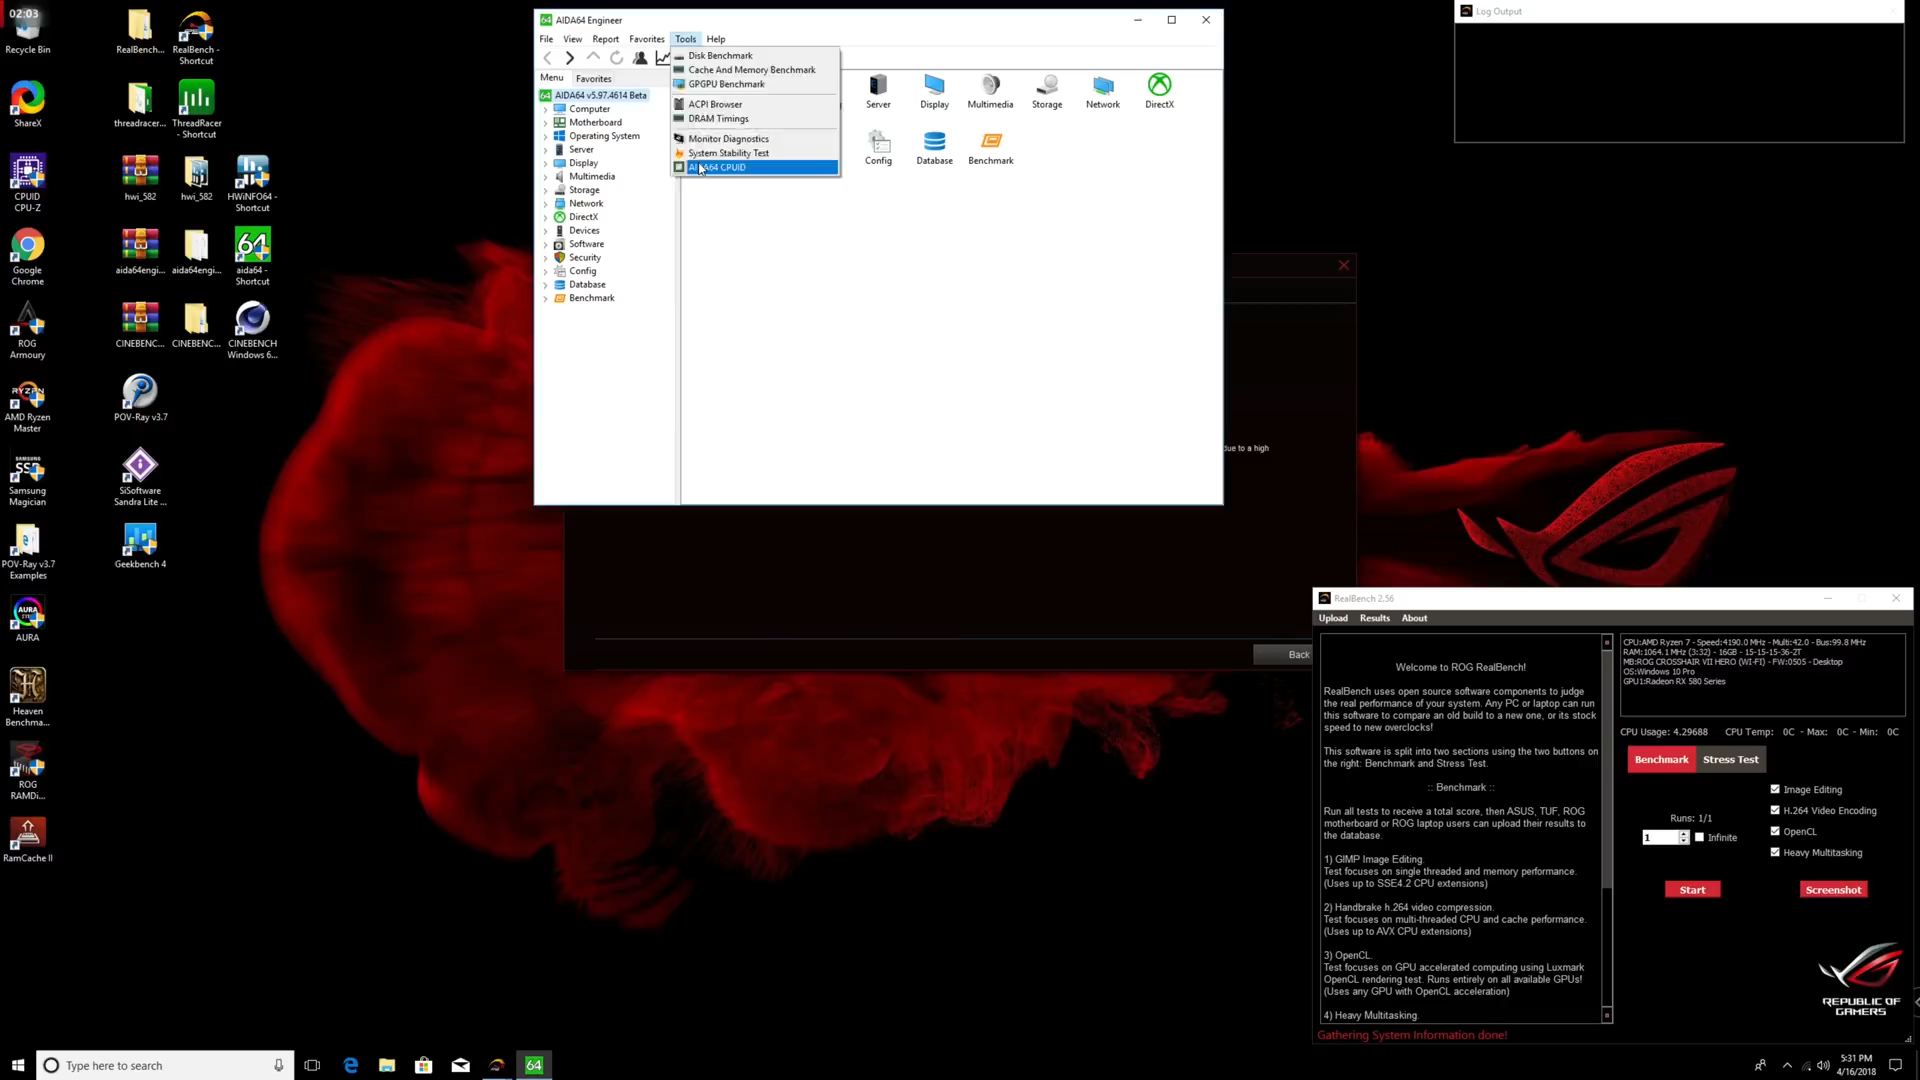 02:03
Recycle Bin
RealBench...
RealBench -
Shortcut
ShareX
threadracer...
ThreadRacer
- Shortcut
CPUID
CPU-Z
hwi_582
hwi_582
HWiNFO64 -
Shortcut
Google
Chrome
aida64engi...
aida64engi...
aida64 -
Shortcut
ROG
Armoury
CINEBENC...
CINEBENC...
CINEBENCH
Windows 6...
AMD Ryzen
Master
POV-Ray v3.7
Samsung
Magician
SiSoftware
Sandra Lite ...
POV-Ray v3.7
Examples
Geekbench 4
AURA
Heaven
Benchma...
ROG
RAMDi...
RamCache II
AIDA64 Engineer
File View Report Favorites Tools Help
Menu Favorites
AIDA64 v5.97.4614 Beta
Computer
Motherboard
Operating System
Server
Display
Multimedia
Storage
Network
DirectX
Devices
Software
Security
Config
Database
Benchmark
Disk Benchmark
Cache And Memory Benchmark
GPGPU Benchmark
ACPI Browser
DRAM Timings
Monitor Diagnostics
System Stability Test
AIDA64 CPUID
Server Display Multimedia Storage Network DirectX
Config Database Benchmark
due to a high
Back
Log Output
RealBench 2.56
Upload Results About
Welcome to ROG RealBench!
RealBench uses open source software components to judge
the real performance of your system. Any PC or laptop can run
this software to compare an old build to a new one, or its stock
speed to new overclocks!
This software is split into two sections using the two buttons on
the right: Benchmark and Stress Test.
:: Benchmark ::
Run all tests to receive a total score, then ASUS, TUF, ROG
motherboard or ROG laptop users can upload their results to
the database.
1) GIMP Image Editing.
Test focuses on single threaded and memory performance.
(Uses up to SSE4.2 CPU extensions)
2) Handbrake h.264 video compression.
Test focuses on multi-threaded CPU and cache performance.
(Uses up to AVX CPU extensions)
3) OpenCL.
Test focuses on GPU accelerated computing using Luxmark
OpenCL rendering test. Runs entirely on all available GPUs!
(Uses any GPU with OpenCL acceleration)
4) Heavy Multitasking.
Gathering System Information done!
CPU:AMD Ryzen 7 - Speed:4190.0 MHz - Multi:42.0 - Bus:99.8 MHz
RAM:1064.1 MHz (3:32) - 16GB - 15-15-15-36-2T
MB:ROG CROSSHAIR VII HERO (WI-FI) - FW:0505 - Desktop
OS:Windows 10 Pro
GPU1:Radeon RX 580 Series
CPU Usage: 4.29688 CPU Temp: 0C - Max: 0C - Min: 0C
Benchmark Stress Test
Image Editing
H.264 Video Encoding
Runs: 1/1
OpenCL
1 Infinite
Heavy Multitasking
Start Screenshot
REPUBLIC OF
GAMERS
Type here to search
64
5:31 PM
4/16/2018